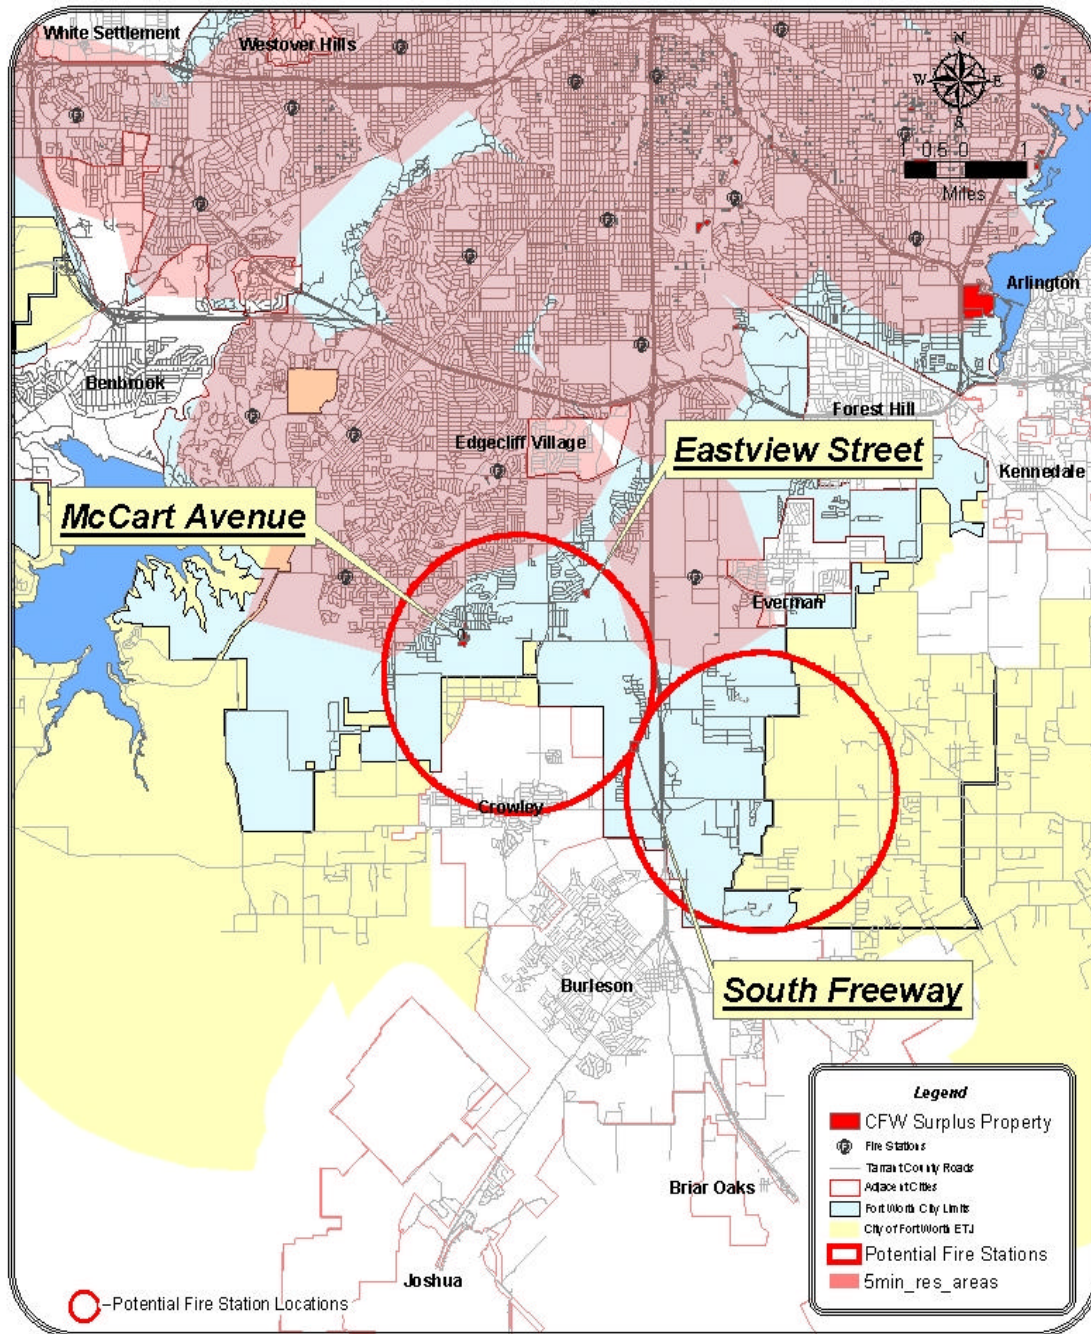 White Settlement
Westover Hills
N
W E
S
1 0.5 0 1
Miles
Arlington
Benbrook
Forest Hill
Edgecliff Village
Eastview Street
Kennedale
McCart Avenue
Everman
Crowley
Burleson
South Freeway
Briar Oaks
Joshua
Legend
CFW Surplus Property
Fire Stations
Tarrant County Roads
Adjacent Cities
Fort Worth City Limits
City of Fort Worth ETJ
Potential Fire Stations
5min_res_areas
-Potential Fire Station Locations